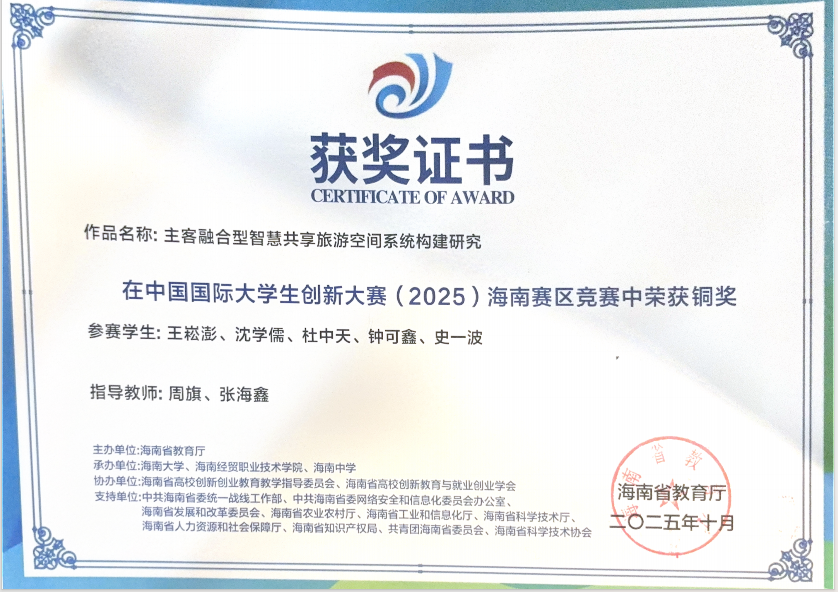 获奖证书
CERTIFICATE OF AWARD
作品名称: 主客融合型智慧共享旅游空间系统构建研究
在中国国际大学生创新大赛（2025）海南赛区竞赛中荣获铜奖
参赛学生: 王崧澎、沈学儒、杜中天、钟可鑫、史一波
指导教师: 周旗、张海鑫
主办单位:海南省教育厅
承办单位:海南大学、海南经贸职业技术学院、海南中学
协办单位:海南省高校创新创业教育教学指导委员会、海南省高校创新教育与就业创业学会
支持单位:中共海南省委统一战线工作部、中共海南省委网络安全和信息化委员会办公室、
海南省发展和改革委员会、海南省农业农村厅、海南省工业和信息化厅、海南省科学技术厅、
海南省人力资源和社会保障厅、海南省知识产权局、共青团海南省委员会、海南省科学技术协会
南省教
海南省教育厅
二〇二五年十月